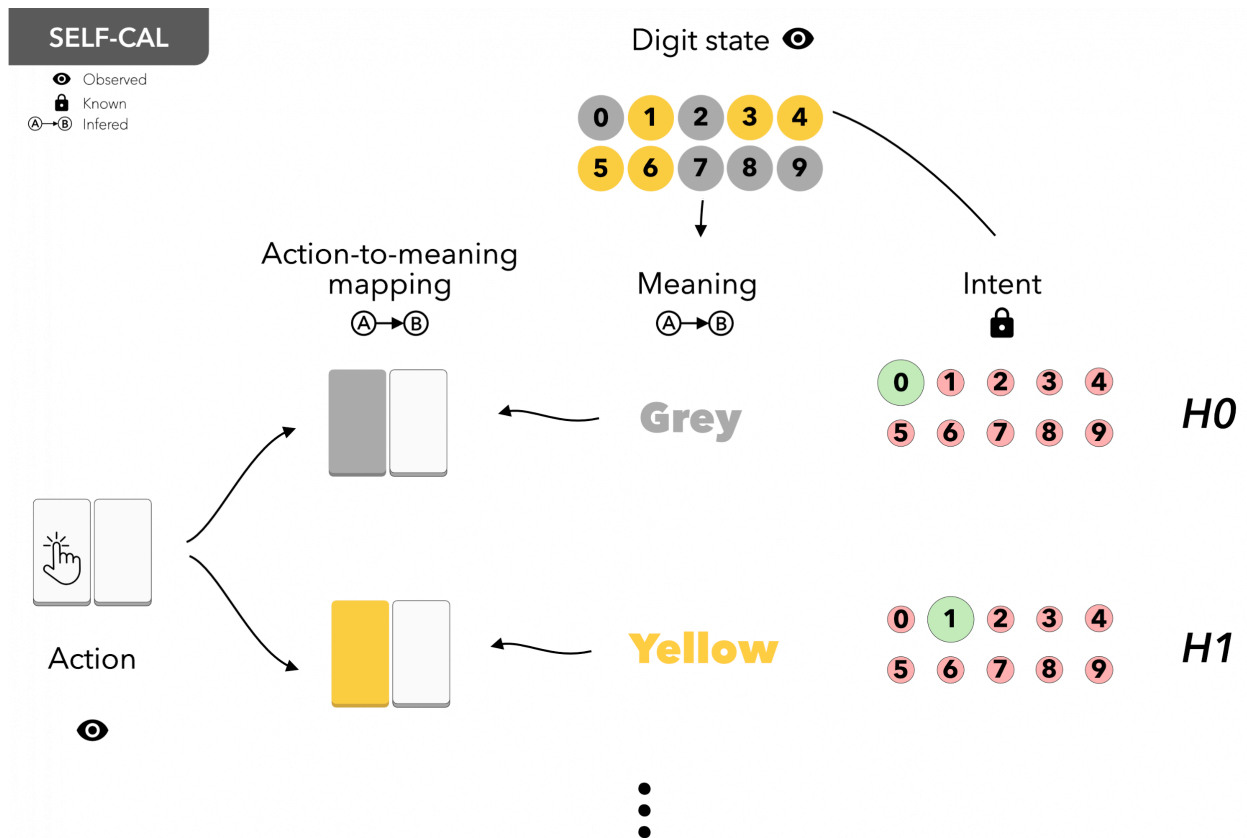 SELF-CAL
Observed
Known
Infered
A B
Digit state
0 1 2 3 4
5 6 7 8 9
Action-to-meaning
mapping
A B
Meaning
A B
Intent
Grey
0 1 2 3 4
5 6 7 8 9
H0
Action
Yellow
0 1 2 3 4
5 6 7 8 9
H1